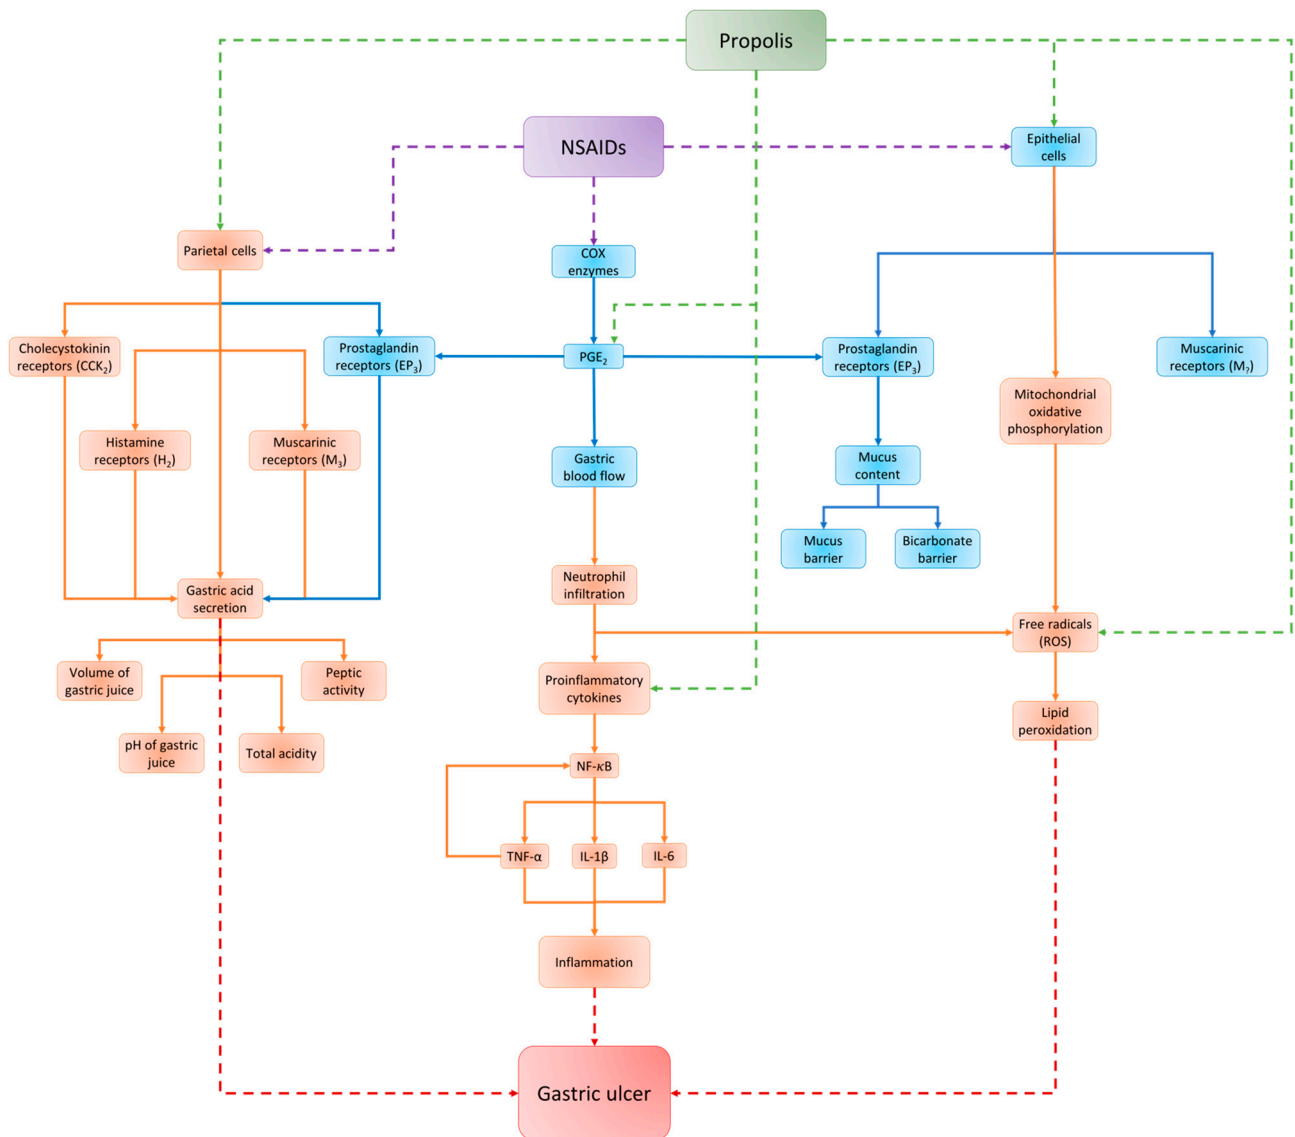 Propolis
NSAIDs
Epithelial
cells
Parietal cells
COX
enzymes
Cholecystokinin
receptors (CCK₂)
Prostaglandin
receptors (EP₃)
PGE₂
Prostaglandin
receptors (EP₃)
Muscarinic
receptors (M₇)
Mitochondrial
oxidative
phosphorylation
Histamine
receptors (H₂)
Muscarinic
receptors (M₃)
Gastric
blood flow
Mucus
content
Mucus
barrier
Bicarbonate
barrier
Gastric acid
secretion
Neutrophil
infiltration
Free radicals
(ROS)
Volume of
gastric juice
Peptic
activity
Proinflammatory
cytokines
Lipid
peroxidation
pH of gastric
juice
Total acidity
NF-κB
TNF-α
IL-1β
IL-6
Inflammation
Gastric ulcer